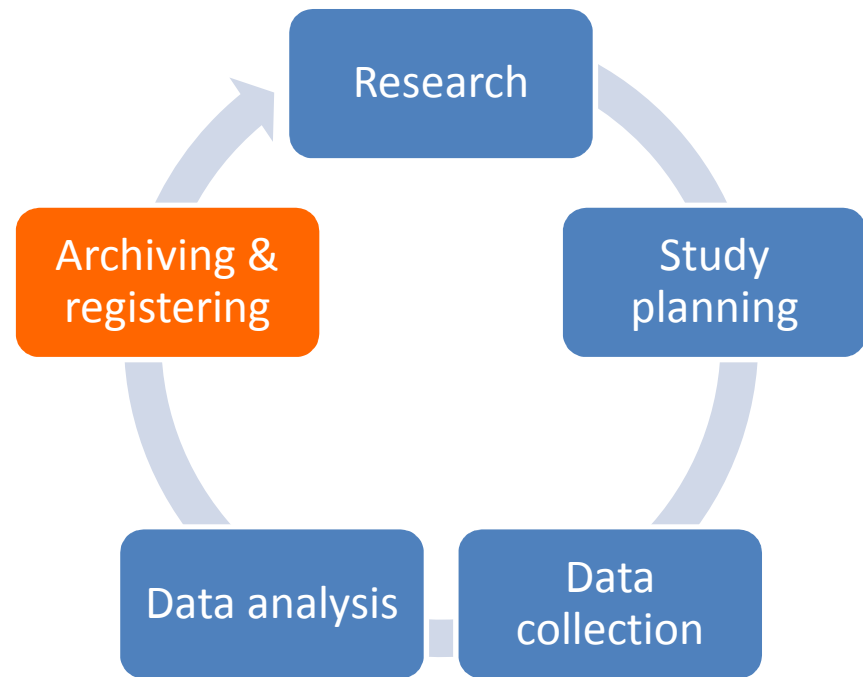 Research
Study
planning
Data
collection
Data analysis
Archiving &
registering